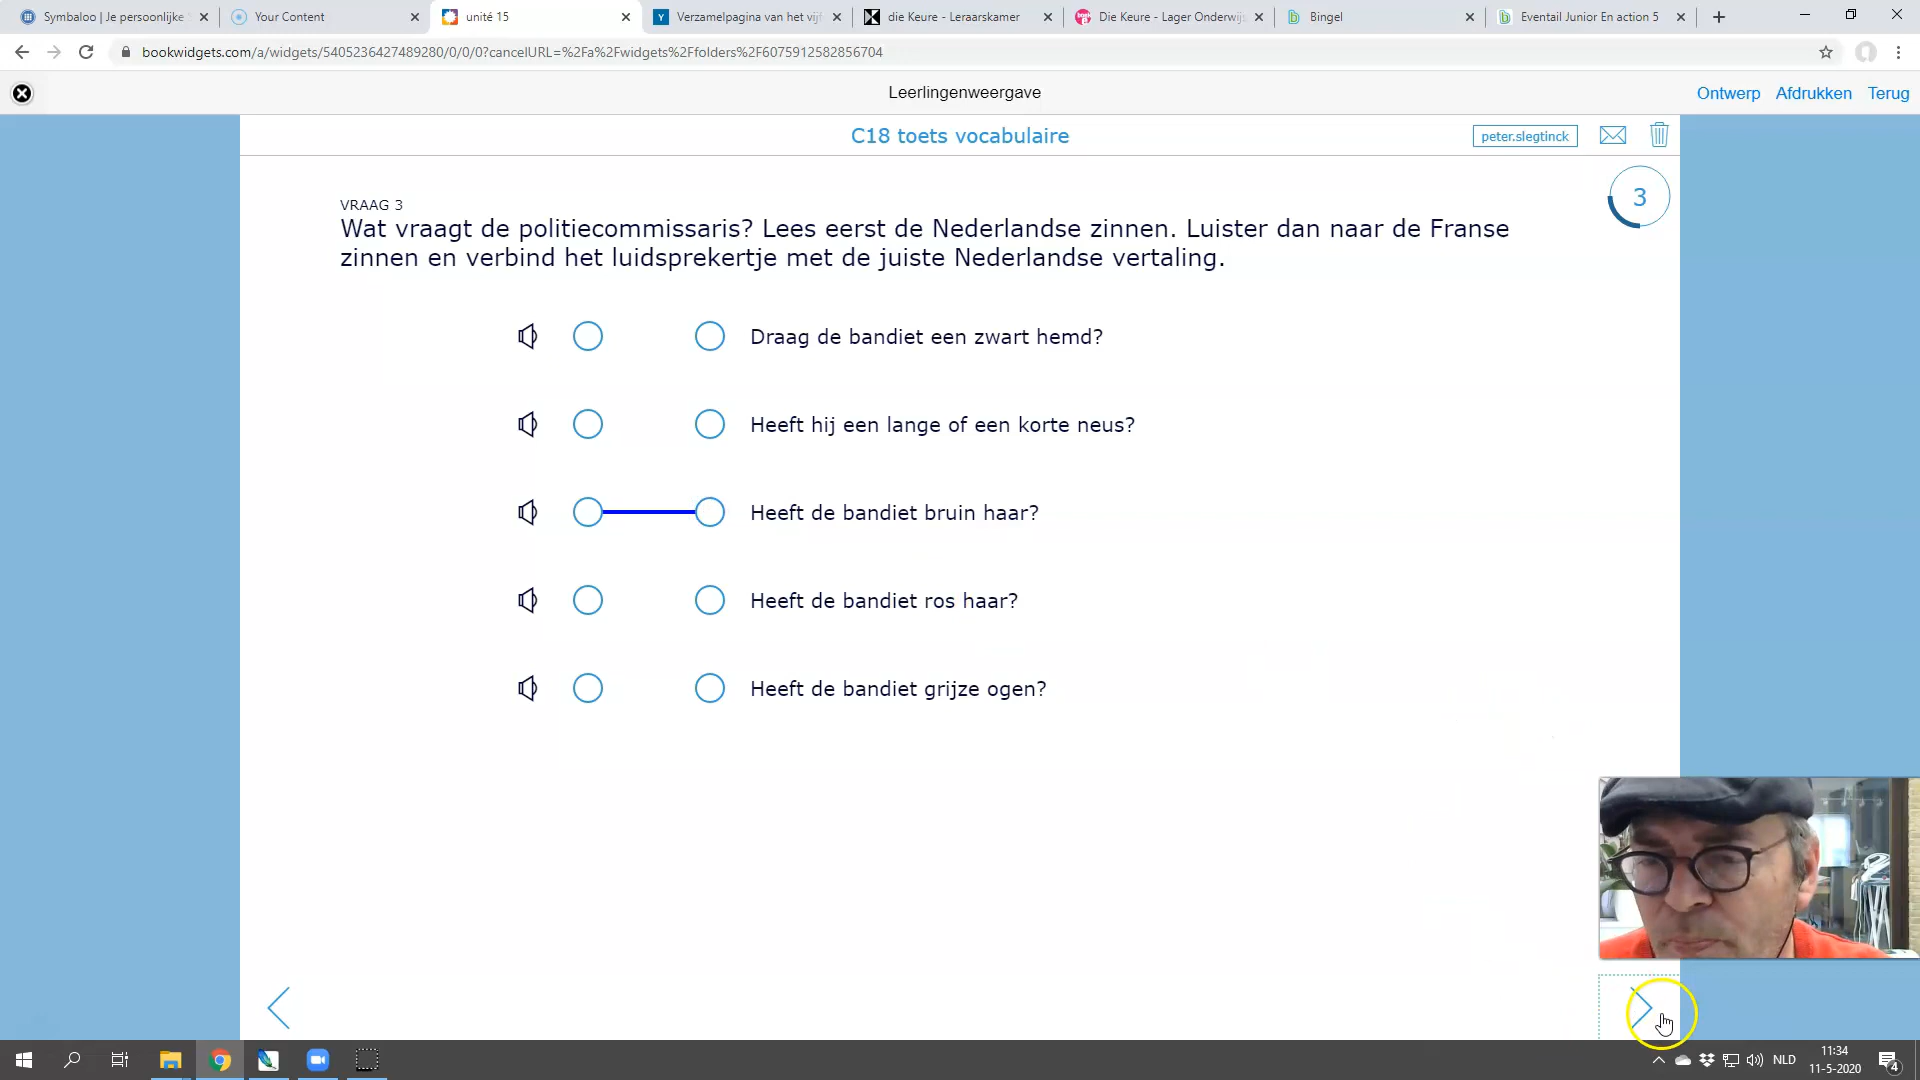 Symbaloo | Je persoonlijke
Your Content
unité 15
Verzamelpagina van het vijf
die Keure - Leraarskamer
Die Keure - Lager Onderwijs
Bingel
Eventail Junior En action 5
bookwidgets.com/a/widgets/5405236427489280/0/0/0?cancelURL=%2Fa%2Fwidgets%2Ffolders%2F6075912582856704
Leerlingenweergave
Ontwerp Afdrukken Terug
C18 toets vocabulaire
peter.slegtinck
3
VRAAG 3
Wat vraagt de politiecommissaris? Lees eerst de Nederlandse zinnen. Luister dan naar de Franse
zinnen en verbind het luidsprekertje met de juiste Nederlandse vertaling.
Draag de bandiet een zwart hemd?
Heeft hij een lange of een korte neus?
Heeft de bandiet bruin haar?
Heeft de bandiet ros haar?
Heeft de bandiet grijze ogen?
NLD
11:34
11-5-2020
4